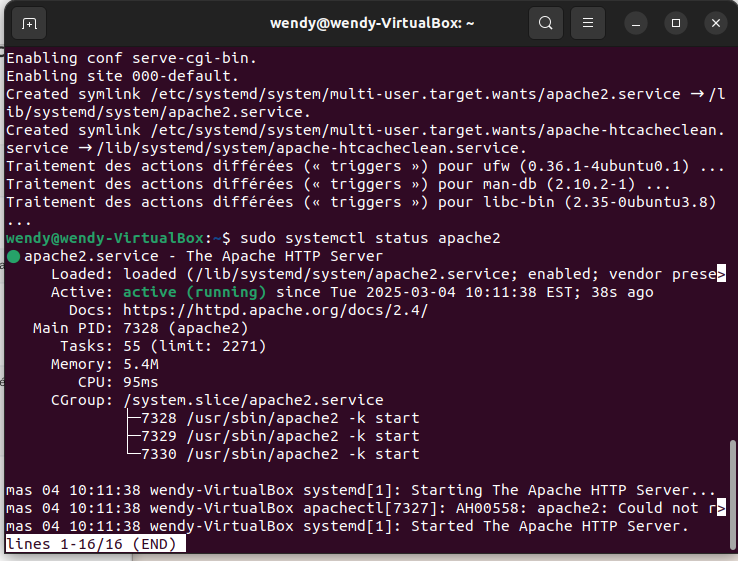 wendy@wendy-VirtualBox: ~
Enabling conf serve-cgi-bin.
Enabling site 000-default.
Created symlink /etc/systemd/system/multi-user.target.wants/apache2.service → /l
ib/systemd/system/apache2.service.
Created symlink /etc/systemd/system/multi-user.target.wants/apache-htcacheclean.
service → /lib/systemd/system/apache-htcacheclean.service.
Traitement des actions différées (« triggers ») pour ufw (0.36.1-4ubuntu0.1) ...
Traitement des actions différées (« triggers ») pour man-db (2.10.2-1) ...
Traitement des actions différées (« triggers ») pour libc-bin (2.35-0ubuntu3.8)
...
wendy@wendy-VirtualBox:~$ sudo systemctl status apache2
● apache2.service - The Apache HTTP Server
Loaded: loaded (/lib/systemd/system/apache2.service; enabled; vendor prese>
Active: active (running) since Tue 2025-03-04 10:11:38 EST; 38s ago
Docs: https://httpd.apache.org/docs/2.4/
Main PID: 7328 (apache2)
Tasks: 55 (limit: 2271)
Memory: 5.4M
CPU: 95ms
CGroup: /system.slice/apache2.service
├─7328 /usr/sbin/apache2 -k start
├─7329 /usr/sbin/apache2 -k start
└─7330 /usr/sbin/apache2 -k start
mas 04 10:11:38 wendy-VirtualBox systemd[1]: Starting The Apache HTTP Server...
mas 04 10:11:38 wendy-VirtualBox apachectl[7327]: AH00558: apache2: Could not r>
mas 04 10:11:38 wendy-VirtualBox systemd[1]: Started The Apache HTTP Server.
lines 1-16/16 (END)